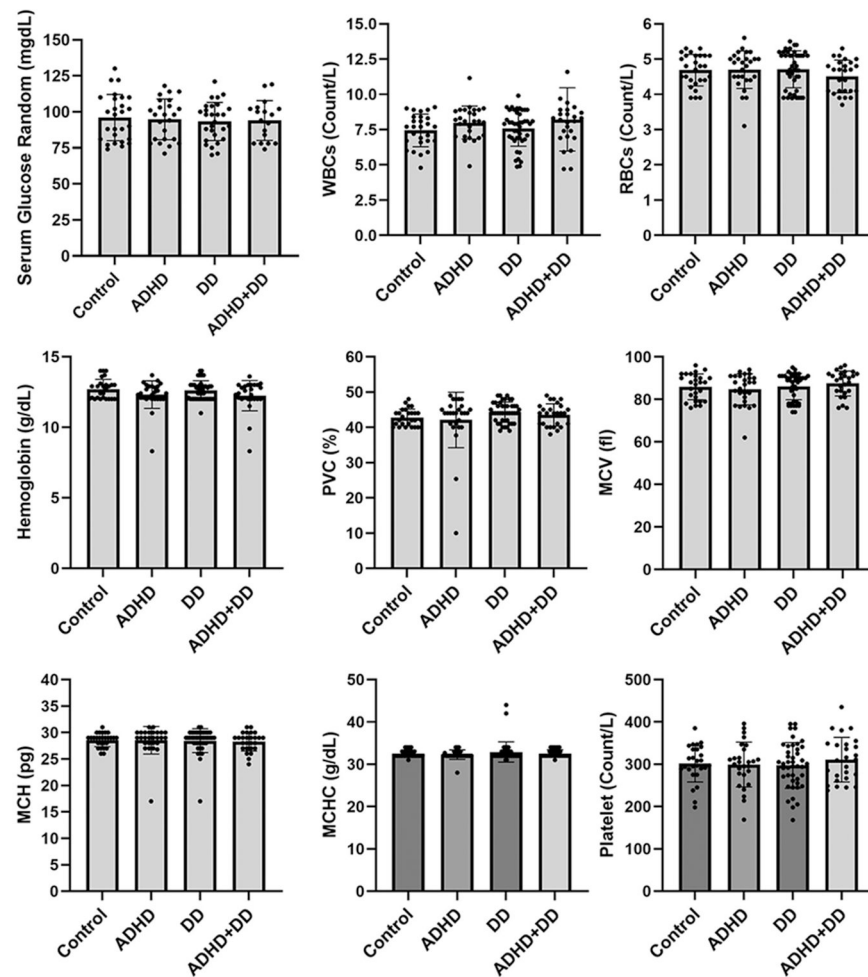 Serum Glucose Random (mgdL)
150
125
100
75
50
25
0
Control
ADHD
DD
ADHD+DD
WBCs (Count/L)
15.0
12.5
10.0
7.5
5.0
2.5
0.0
Control
ADHD
DD
ADHD+DD
RBCs (Count/L)
6
5
4
3
2
1
0
Control
ADHD
DD
ADHD+DD
Hemoglobin (g/dL)
15
10
5
0
Control
ADHD
DD
ADHD+DD
PVC (%)
60
50
40
30
20
10
0
Control
ADHD
DD
ADHD+DD
MCV (fl)
100
80
60
40
20
0
Control
ADHD
DD
ADHD+DD
MCH (pg)
40
35
30
25
20
15
10
5
0
Control
ADHD
DD
ADHD+DD
MCHC (g/dL)
50
40
30
20
10
0
Control
ADHD
DD
ADHD+DD
Platelet (Count/L)
500
400
300
200
100
0
Control
ADHD
DD
ADHD+DD